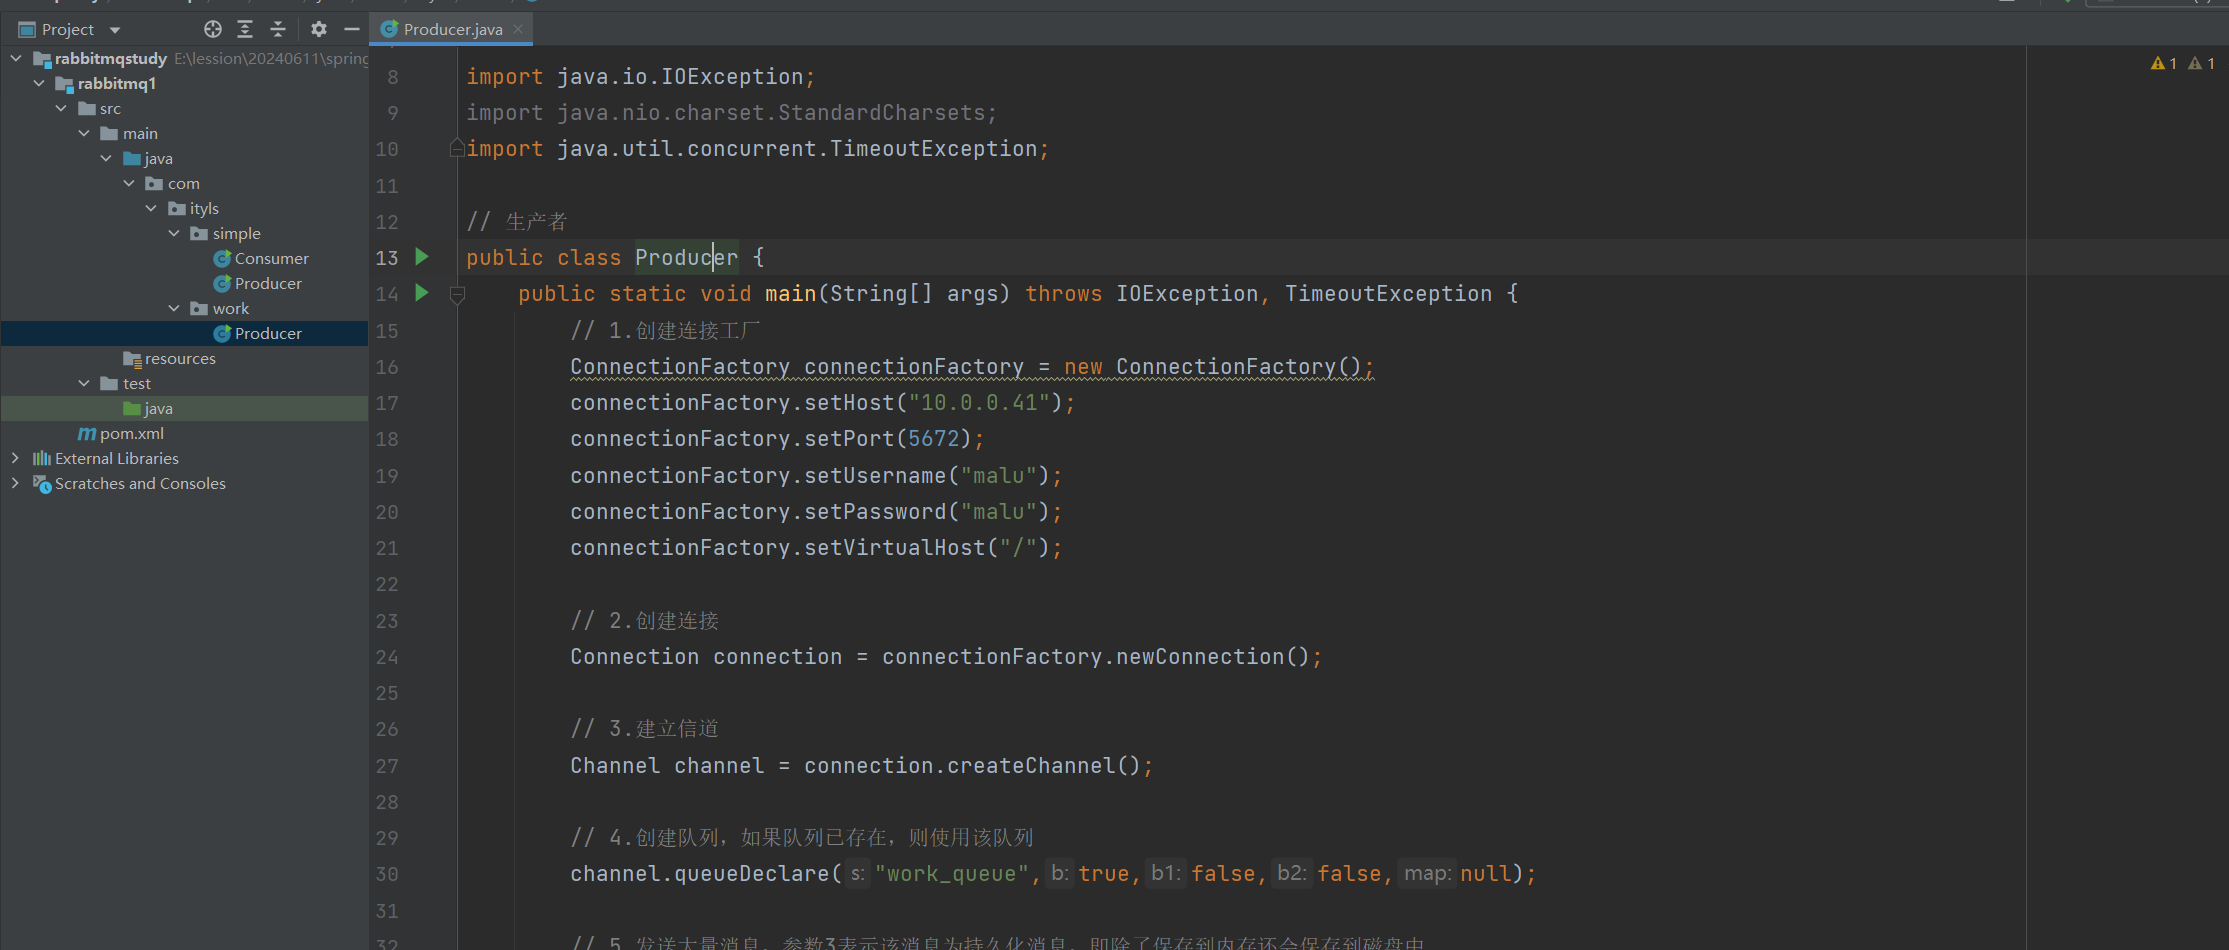 Project
Producer.java
rabbitmqstudy E:\lession\20240611\spring
rabbitmq1
src
main
java
com
ityls
simple
Consumer
Producer
work
Producer
resources
test
java
pom.xml
External Libraries
Scratches and Consoles
1 1
8 import java.io.IOException;
9 import java.nio.charset.StandardCharsets;
10 import java.util.concurrent.TimeoutException;
11
12 // 生产者
13 public class Producer {
14 public static void main(String[] args) throws IOException, TimeoutException {
15 // 1.创建连接工厂
16 ConnectionFactory connectionFactory = new ConnectionFactory();
17 connectionFactory.setHost("10.0.0.41");
18 connectionFactory.setPort(5672);
19 connectionFactory.setUsername("malu");
20 connectionFactory.setPassword("malu");
21 connectionFactory.setVirtualHost("/");
22
23 // 2.创建连接
24 Connection connection = connectionFactory.newConnection();
25
26 // 3.建立信道
27 Channel channel = connection.createChannel();
28
29 // 4.创建队列，如果队列已存在，则使用该队列
30 channel.queueDeclare( s: "work_queue", b: true, b1: false, b2: false, map: null);
31
32 // 5.发送大量消息，参数3表示该消息为持久化消息，即除了保存到内存还会保存到磁盘中